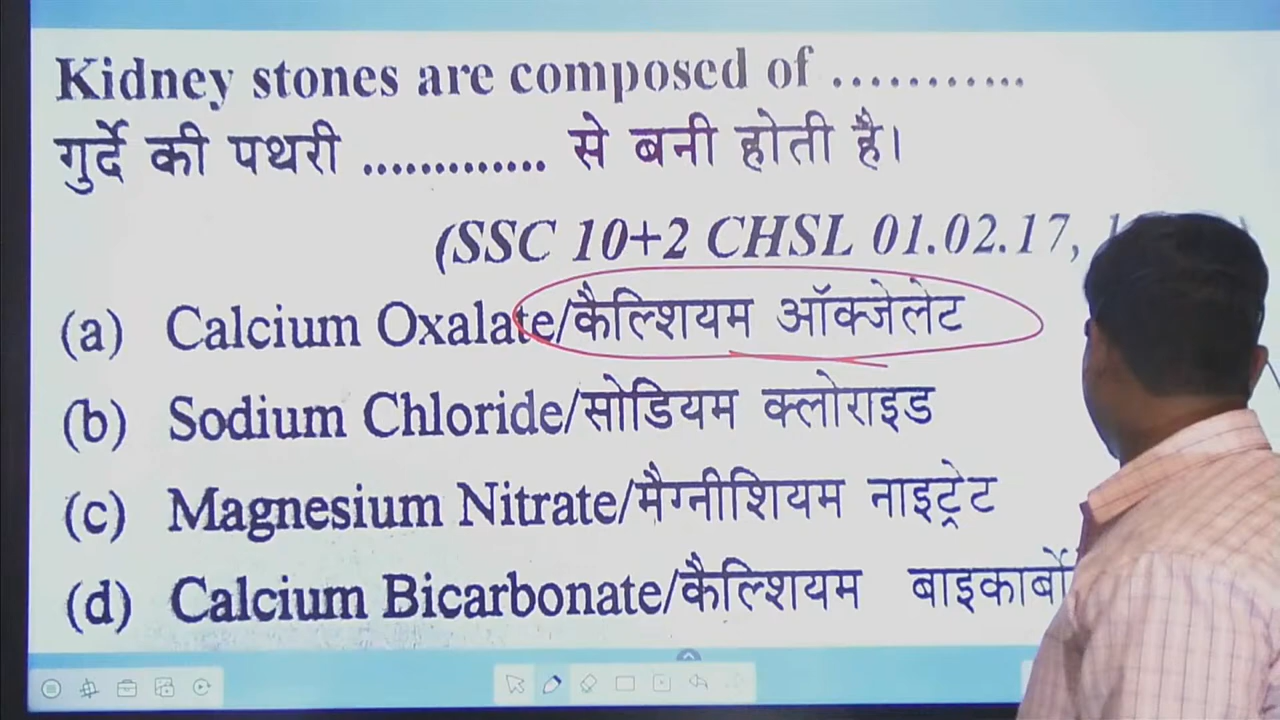 Kidney stones are composed of ...........
गुर्दे की पथरी ............. से बनी होती है।
(SSC 10+2 CHSL 01.02.17,
(a) Calcium Oxalate/कैल्शियम ऑक्जेलेट
(b) Sodium Chloride/सोडियम क्लोराइड
(c) Magnesium Nitrate/मैग्नीशियम नाइट्रेट
(d) Calcium Bicarbonate/कैल्शियम